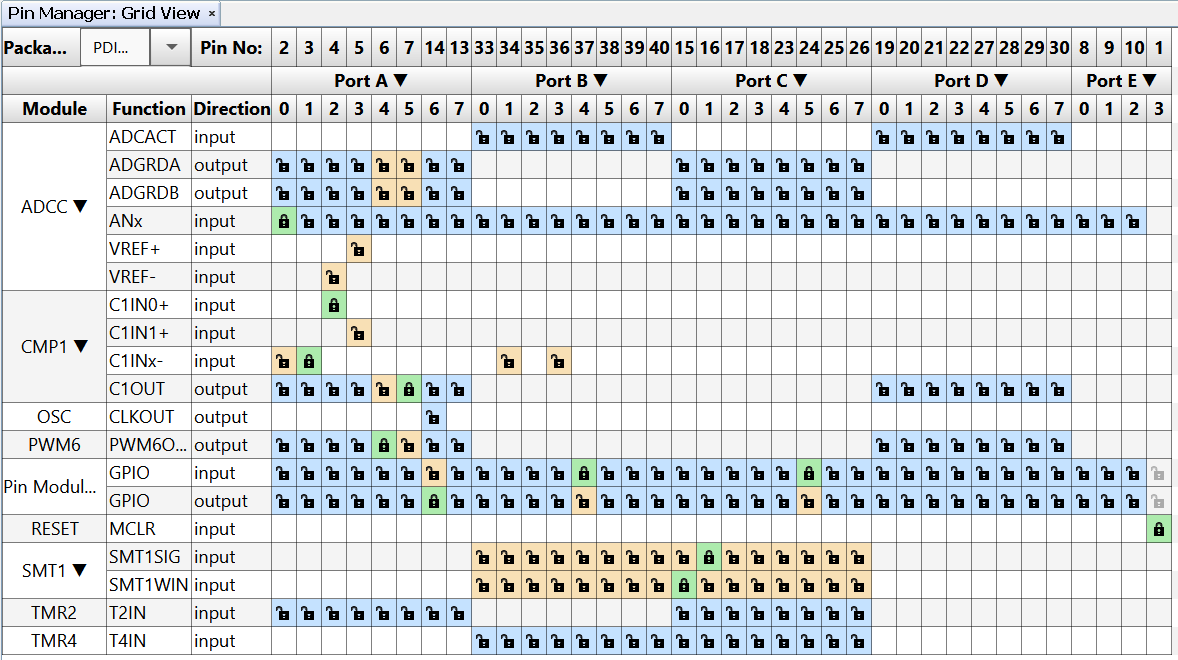 Pin Manager: Grid View ×
Packa... PDI... Pin No: 2 3 4 5 6 7 14 13 33 34 35 36 37 38 39 40 15 16 17 18 23 24 25 26 19 20 21 22 27 28 29 30 8 9 10 1
Port A ▼ Port B ▼ Port C ▼ Port D ▼ Port E ▼
Module Function Direction 0 1 2 3 4 5 6 7 0 1 2 3 4 5 6 7 0 1 2 3 4 5 6 7 0 1 2 3 4 5 6 7 0 1 2 3
ADCC ▼
ADCACT input
ADGRDA output
ADGRDB output
ANx input
VREF+ input
VREF- input
CMP1 ▼
C1IN0+ input
C1IN1+ input
C1INx- input
C1OUT output
OSC CLKOUT output
PWM6 PWM6O... output
Pin Modul...
GPIO input
GPIO output
RESET MCLR input
SMT1 ▼
SMT1SIG input
SMT1WIN input
TMR2 T2IN input
TMR4 T4IN input